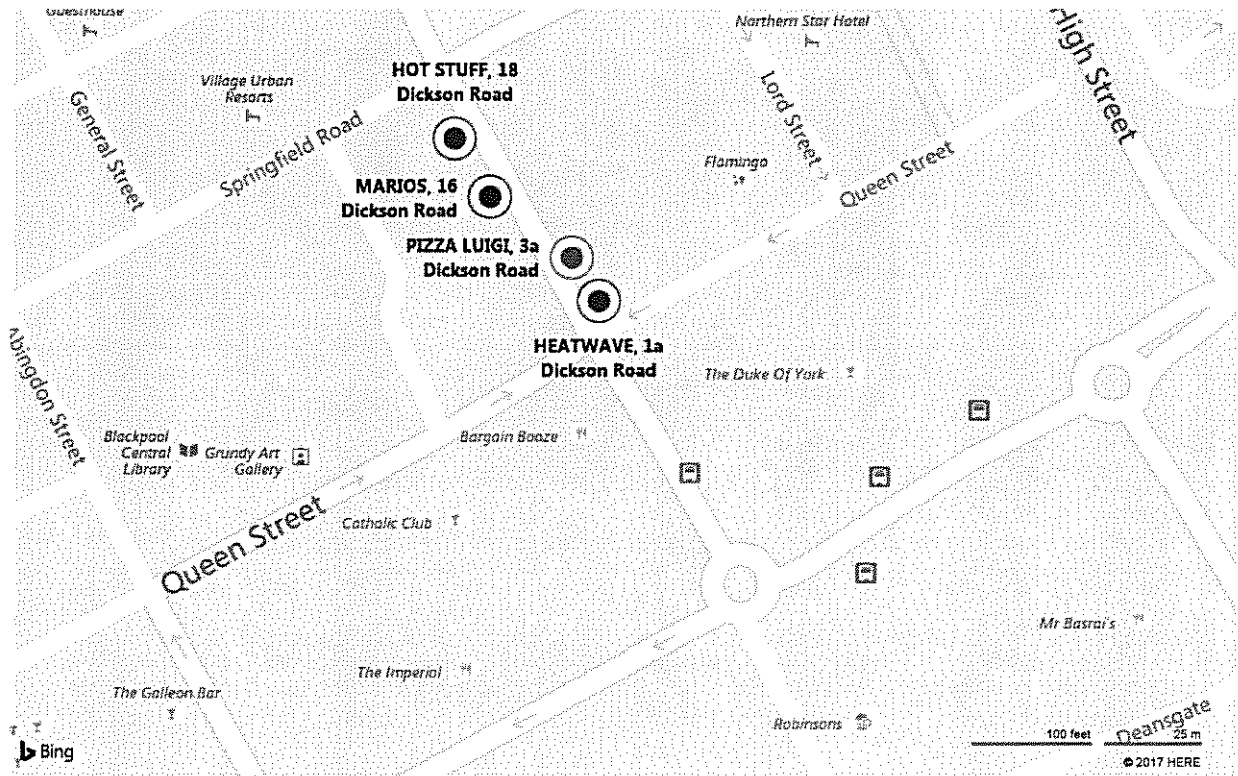 Guesthouse
Northern Star Hotel
High Street
HOT STUFF, 18
Dickson Road
Village Urban
Resorts
General Street
Springfield Road
Lord Street
Flamingo
Queen Street
MARIOS, 16
Dickson Road
PIZZA LUIGI, 3a
Dickson Road
HEATWAVE, 1a
Dickson Road
Abingdon Street
The Duke Of York
Blackpool
Central
Library
Grundy Art
Gallery
Bargain Booze
Catholic Club
Queen Street
Mr Basrai's
The Imperial
The Galleon Bar
Robinsons
Deansgate
Bing
100 feet
25 m
© 2017 HERE